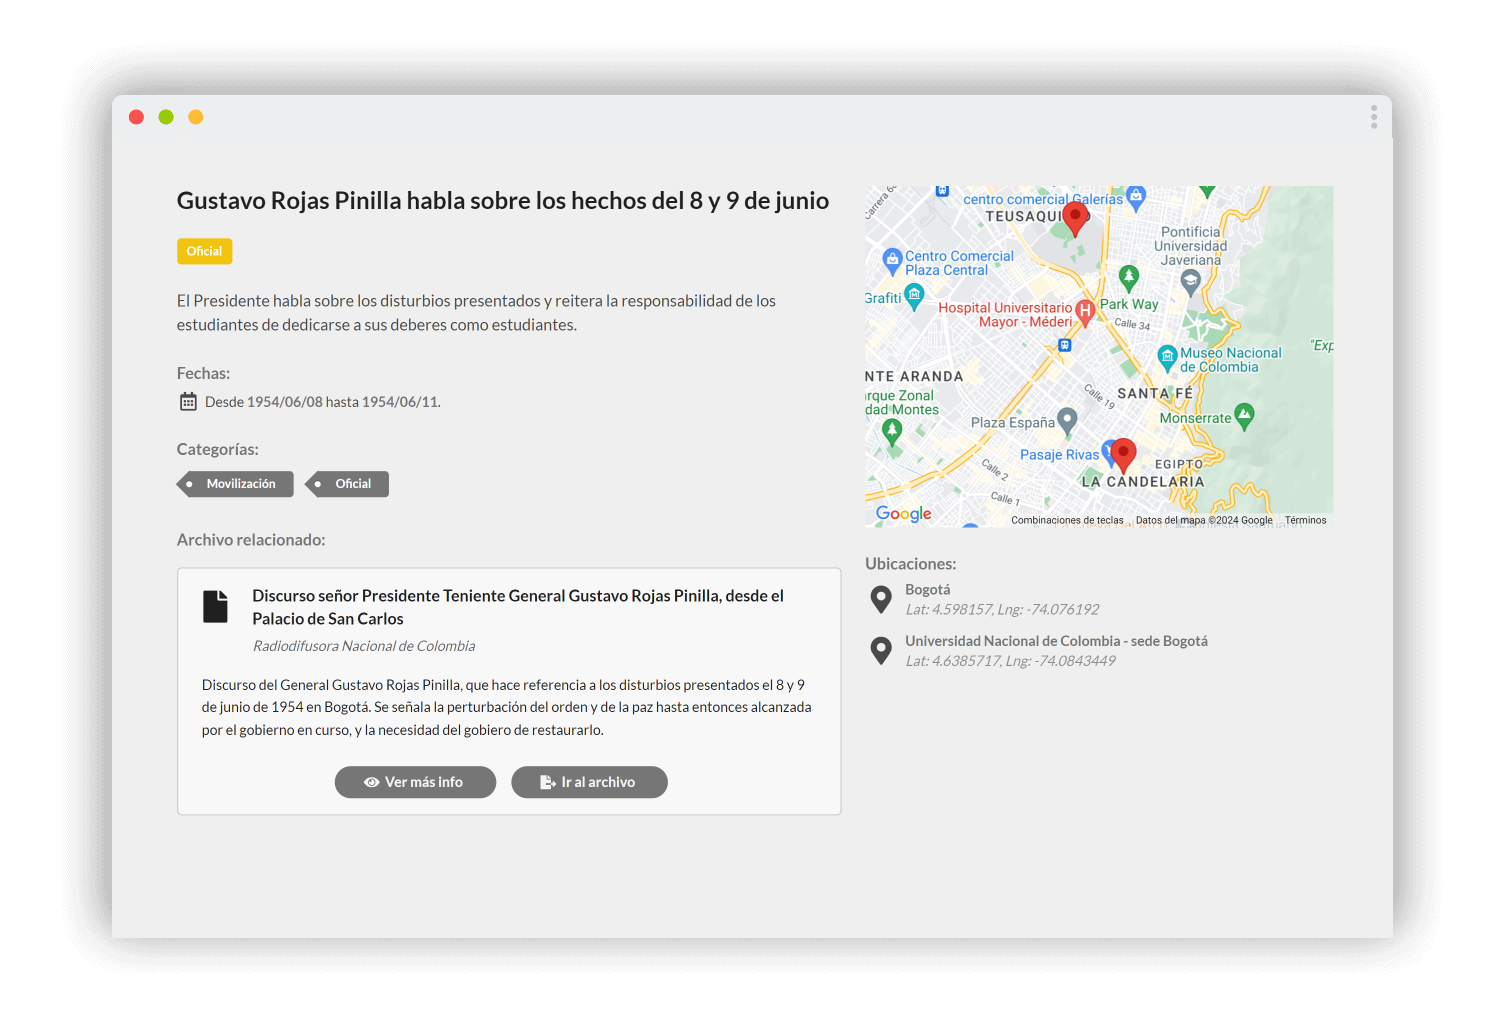 Gustavo Rojas Pinilla habla sobre los hechos del 8 y 9 de junio
Oficial
El Presidente habla sobre los disturbios presentados y reitera la responsabilidad de los
estudiantes de dedicarse a sus deberes como estudiantes.
Fechas:
Desde 1954/06/08 hasta 1954/06/11.
Categorías:
Movilización
Oficial
Archivo relacionado:
Discurso señor Presidente Teniente General Gustavo Rojas Pinilla, desde el
Palacio de San Carlos
Radiodifusora Nacional de Colombia
Discurso del General Gustavo Rojas Pinilla, que hace referencia a los disturbios presentados el 8 y 9
de junio de 1954 en Bogotá. Se señala la perturbación del orden y de la paz hasta entonces alcanzada
por el gobierno en curso, y la necesidad del gobiero de restaurarlo.
Ver más info
Ir al archivo
Carrera 6
centro comercial Galerias
TEUSAQUI O
Pontificia
Universidad
Javeriana
Centro Comercial
Plaza Central
Grafiti
Hospital Universitario
Mayor - Méderi
H
Park Way
Calle 34
Museo Nacional
de Colombia
"Exp
NTE ARANDA
Calle 19
SANTA FÉ
rque Zonal
dad Montes
Plaza España
Monserrate
Pasaje Rivas
EGIPTO
Calle 2
LA CANDELARIA
Calle 1
Google
Combinaciones de teclas
Datos del mapa ©2024 Google
Términos
Ubicaciones:
Bogotá
Lat: 4.598157, Lng: -74.076192
Universidad Nacional de Colombia - sede Bogotá
Lat: 4.6385717, Lng: -74.0843449